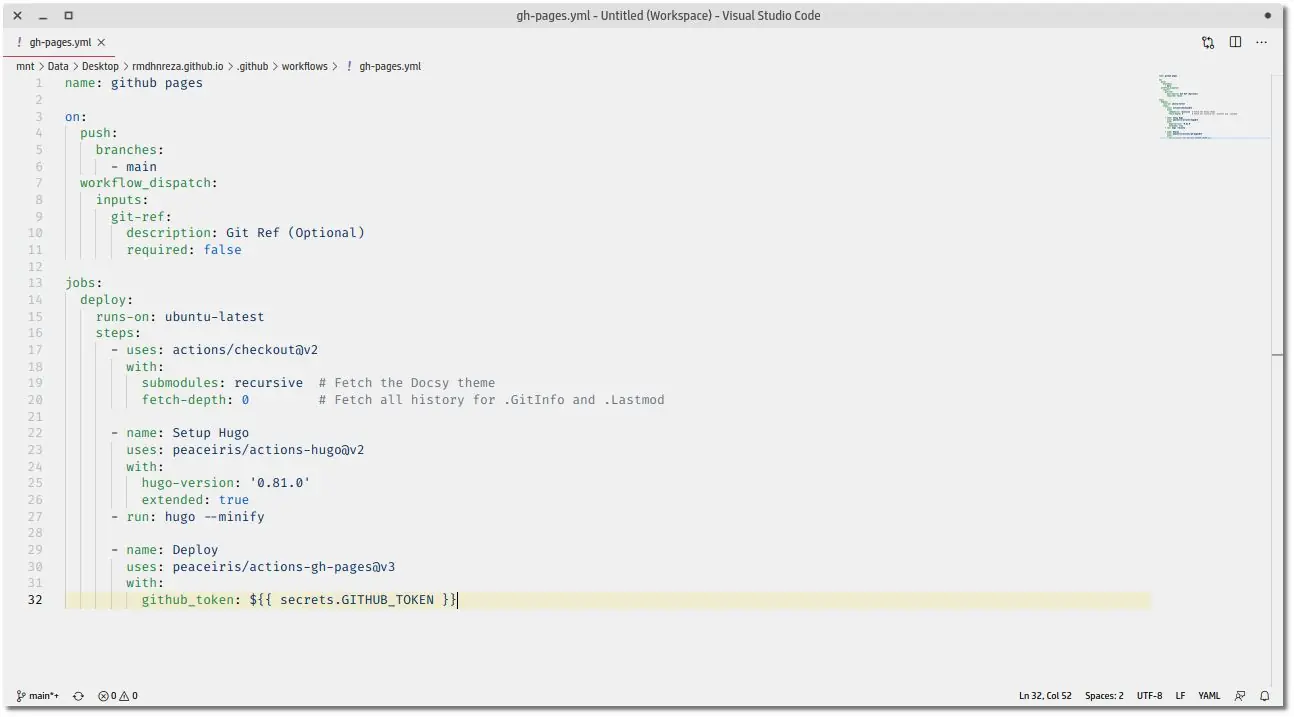 gh-pages.yml - Untitled (Workspace) - Visual Studio Code
! gh-pages.yml
mnt > Data > Desktop > rmdhnreza.github.io > .github > workflows > ! gh-pages.yml
1 name: github pages
2
3 on:
4   push:
5     branches:
6       - main
7   workflow_dispatch:
8     inputs:
9       git-ref:
10         description: Git Ref (Optional)
11         required: false
12
13 jobs:
14   deploy:
15     runs-on: ubuntu-latest
16     steps:
17       - uses: actions/checkout@v2
18         with:
19           submodules: recursive  # Fetch the Docsy theme
20           fetch-depth: 0         # Fetch all history for .GitInfo and .Lastmod
21
22       - name: Setup Hugo
23         uses: peaceiris/actions-hugo@v2
24         with:
25           hugo-version: '0.81.0'
26           extended: true
27       - run: hugo --minify
28
29       - name: Deploy
30         uses: peaceiris/actions-gh-pages@v3
31         with:
32           github_token: ${{ secrets.GITHUB_TOKEN }}
main*+ 0 0 Ln 32, Col 52 Spaces: 2 UTF-8 LF YAML